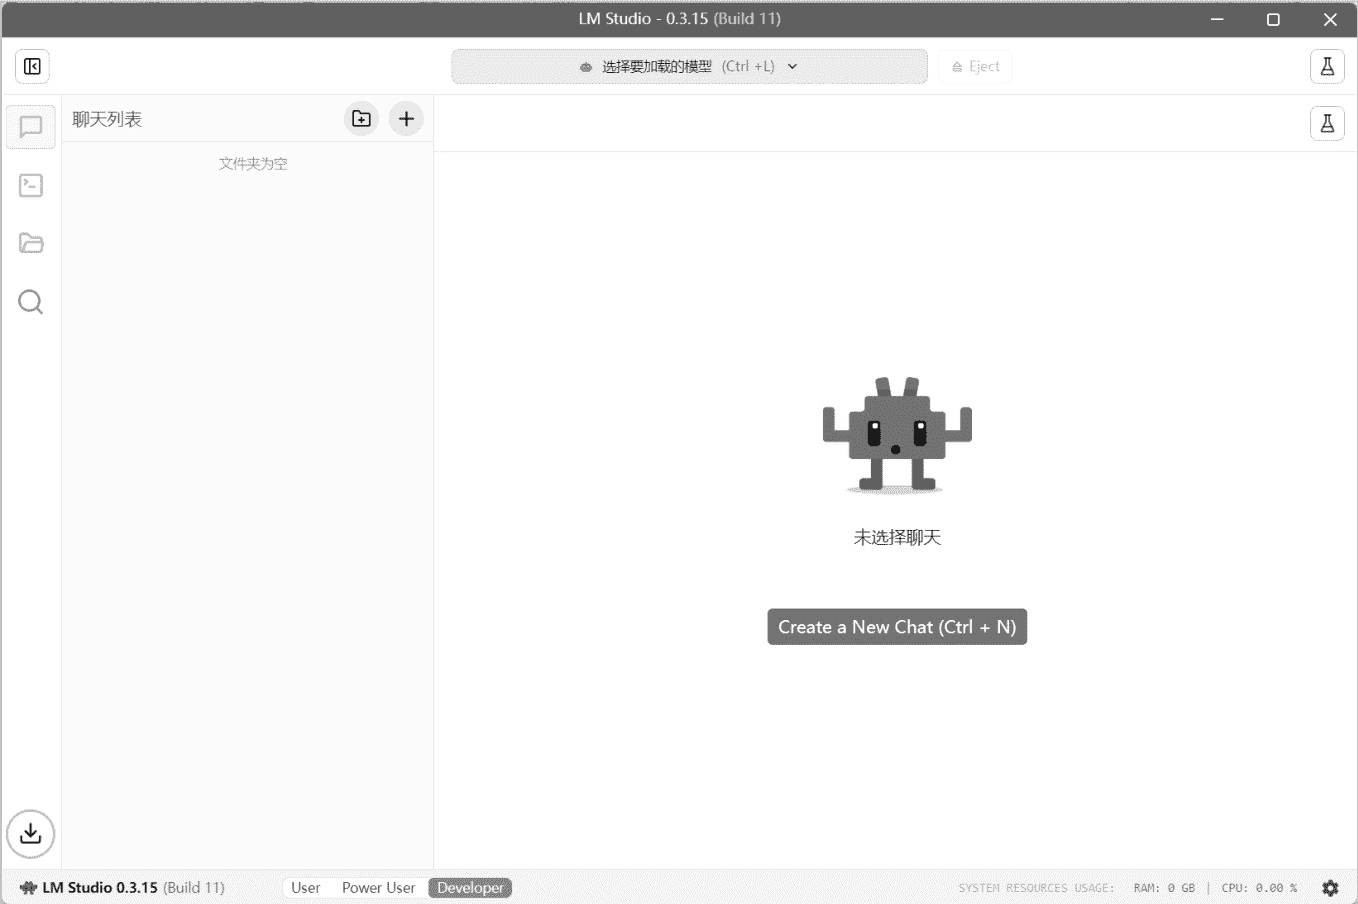 LM Studio - 0.3.15 (Build 11)
选择要加载的模型 (Ctrl +L)
Eject
聊天列表
文件夹为空
未选择聊天
Create a New Chat (Ctrl + N)
LM Studio 0.3.15 (Build 11)
User Power User Developer
SYSTEM RESOURCES USAGE: RAM: 0 GB | CPU: 0.00 %